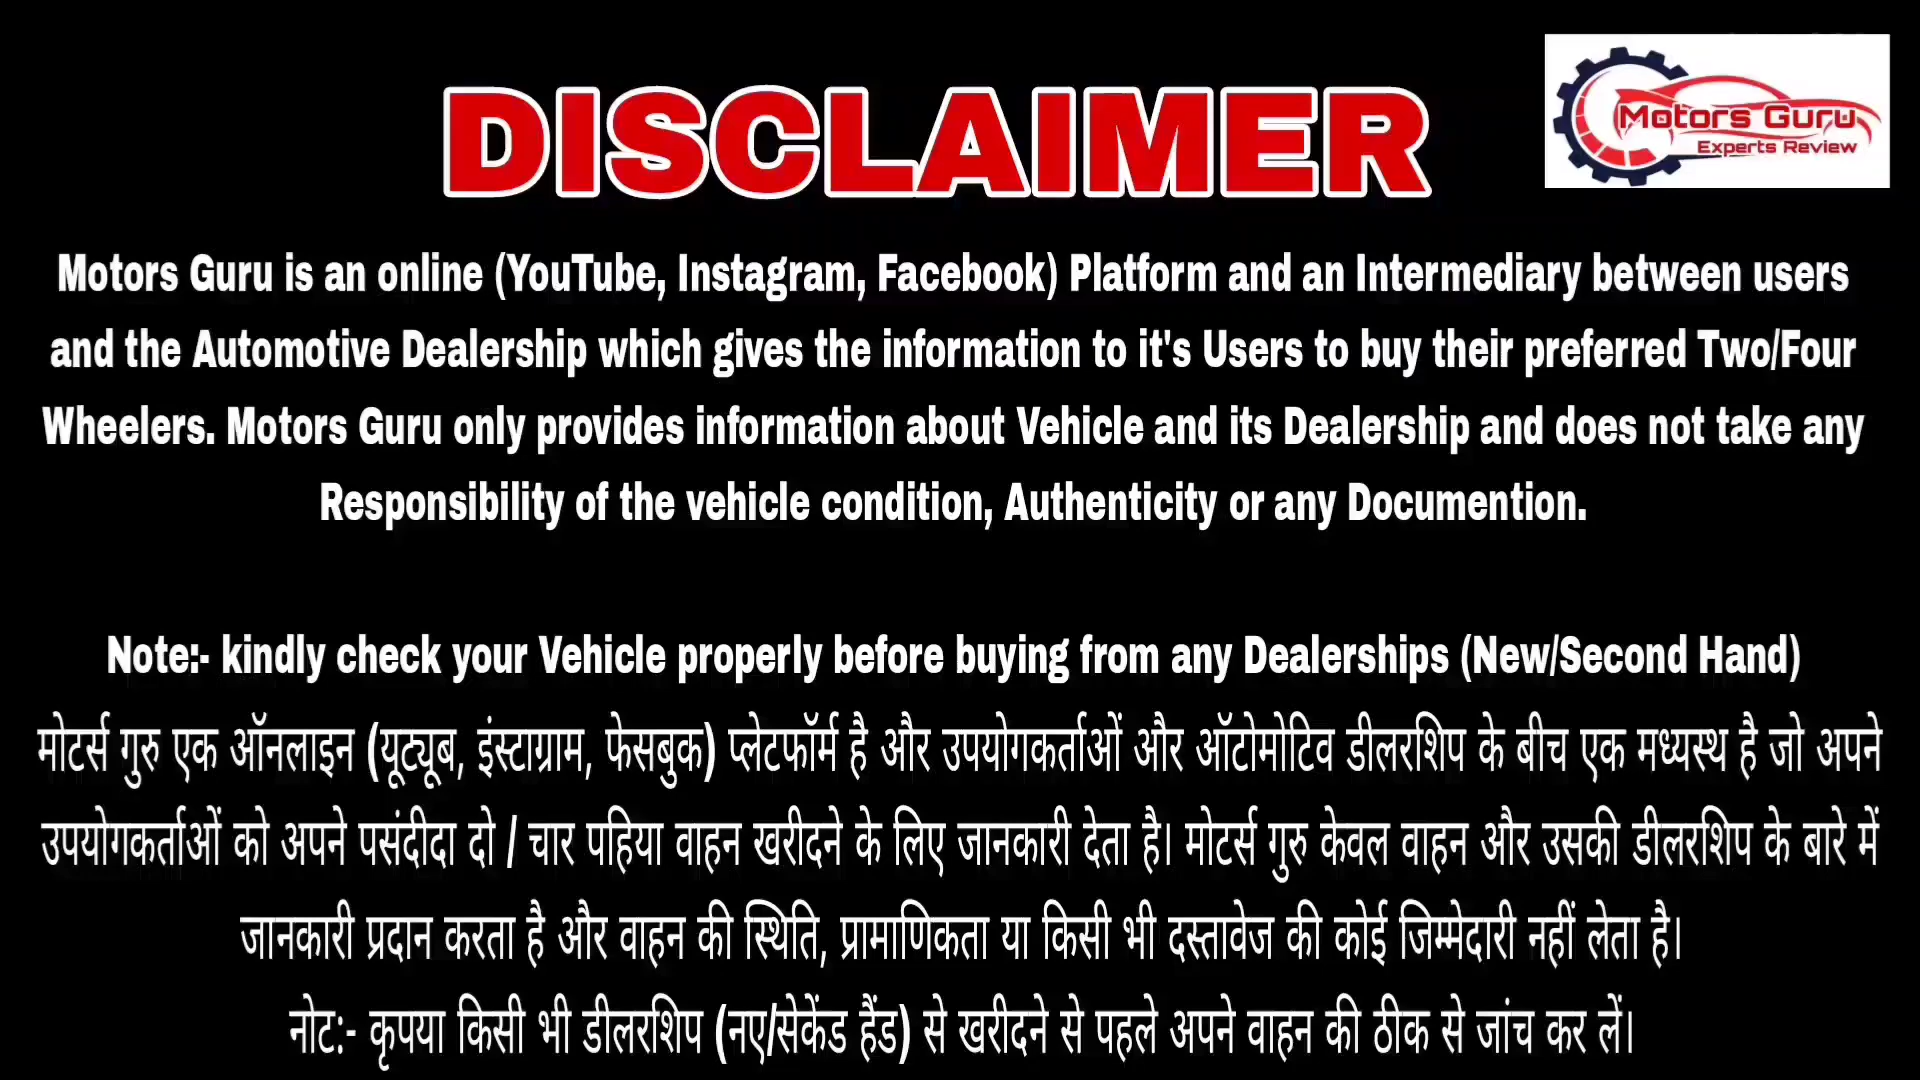 DISCLAIMER
Motors Guru
Experts Review
Motors Guru is an online (YouTube, Instagram, Facebook) Platform and an Intermediary between users
and the Automotive Dealership which gives the information to it's Users to buy their preferred Two/Four
Wheelers. Motors Guru only provides information about Vehicle and its Dealership and does not take any
Responsibility of the vehicle condition, Authenticity or any Documention.
Note:- kindly check your Vehicle properly before buying from any Dealerships (New/Second Hand)
मोटर्स गुरु एक ऑनलाइन (यूट्यूब, इंस्टाग्राम, फेसबुक) प्लेटफॉर्म है और उपयोगकर्ताओं और ऑटोमोटिव डीलरशिप के बीच एक मध्यस्थ है जो अपने
उपयोगकर्ताओं को अपने पसंदीदा दो / चार पहिया वाहन खरीदने के लिए जानकारी देता है। मोटर्स गुरु केवल वाहन और उसकी डीलरशिप के बारे में
जानकारी प्रदान करता है और वाहन की स्थिति, प्रामाणिकता या किसी भी दस्तावेज की कोई जिम्मेदारी नहीं लेता है।
नोट:- कृपया किसी भी डीलरशिप (नए/सेकेंड हैंड) से खरीदने से पहले अपने वाहन की ठीक से जांच कर लें।